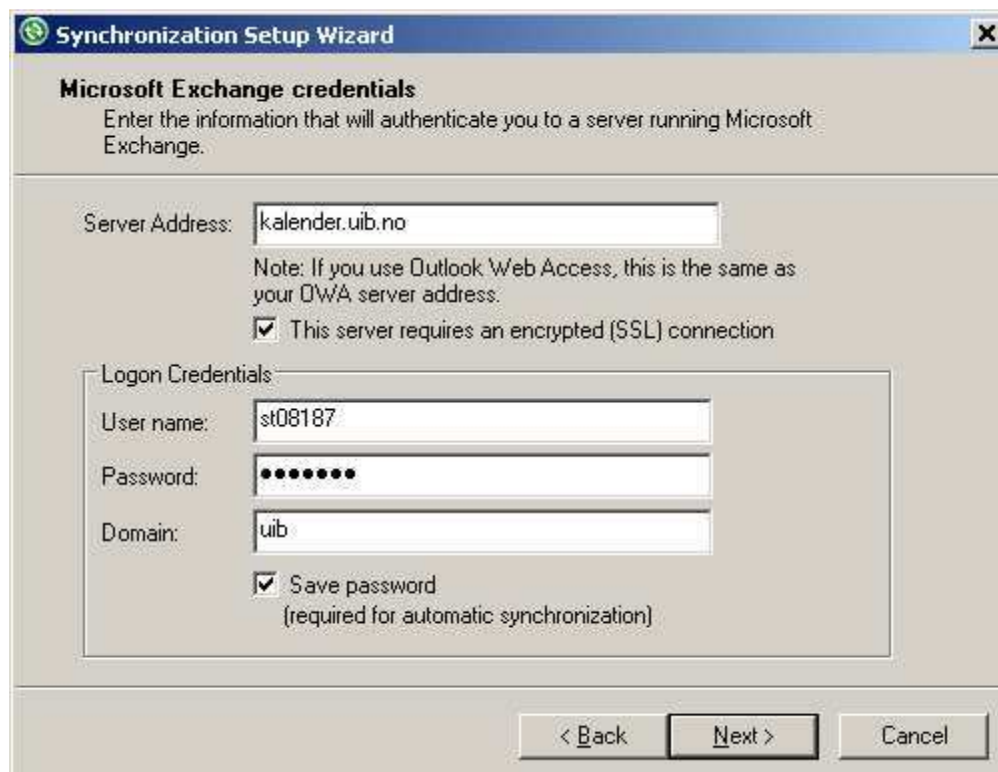 Synchronization Setup Wizard
Microsoft Exchange credentials
Enter the information that will authenticate you to a server running Microsoft
Exchange.
Server Address: kalender.uib.no
Note: If you use Outlook Web Access, this is the same as
your OWA server address.
This server requires an encrypted (SSL) connection
Logon Credentials
User name: st08187
Password: •••••••
Domain: uib
Save password
(required for automatic synchronization)
< Back Next > Cancel